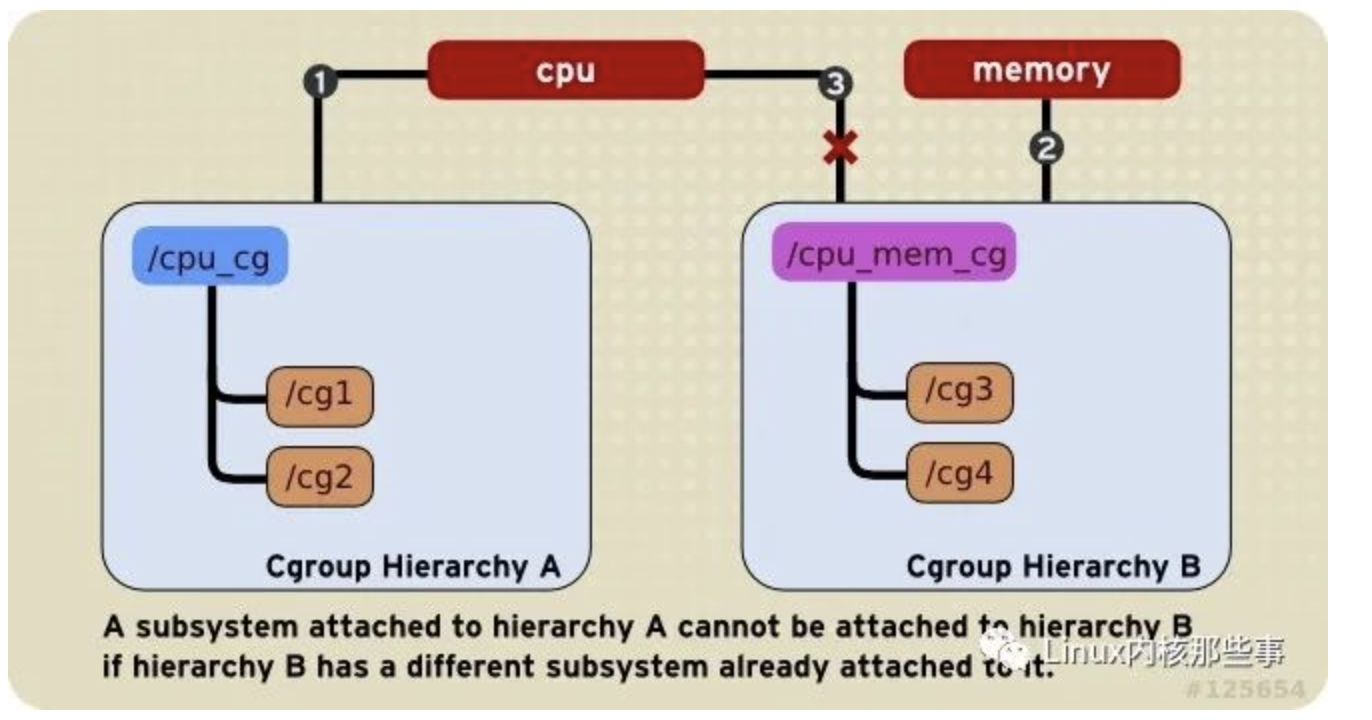 1
cpu
3
memory
2
/cpu_cg
/cg1
/cg2
Cgroup Hierarchy A
/cpu_mem_cg
/cg3
/cg4
Cgroup Hierarchy B
A subsystem attached to hierarchy A cannot be attached to hierarchy B
if hierarchy B has a different subsystem already attached to it.
Linux内核那些事
#125654